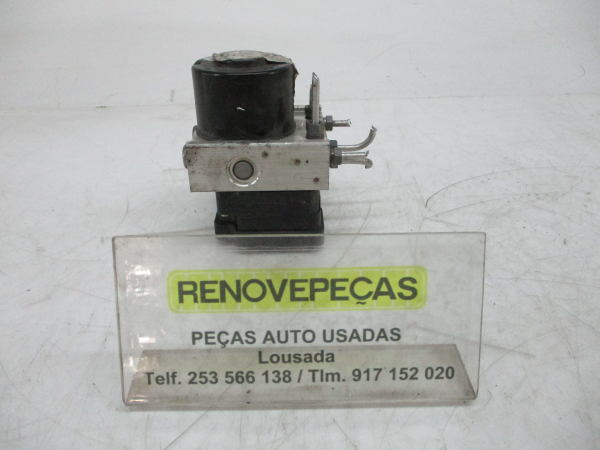 RENOVEPEÇAS
PEÇAS AUTO USADAS
Lousada
Telf. 253 566 138 / Tlm. 917 152 020